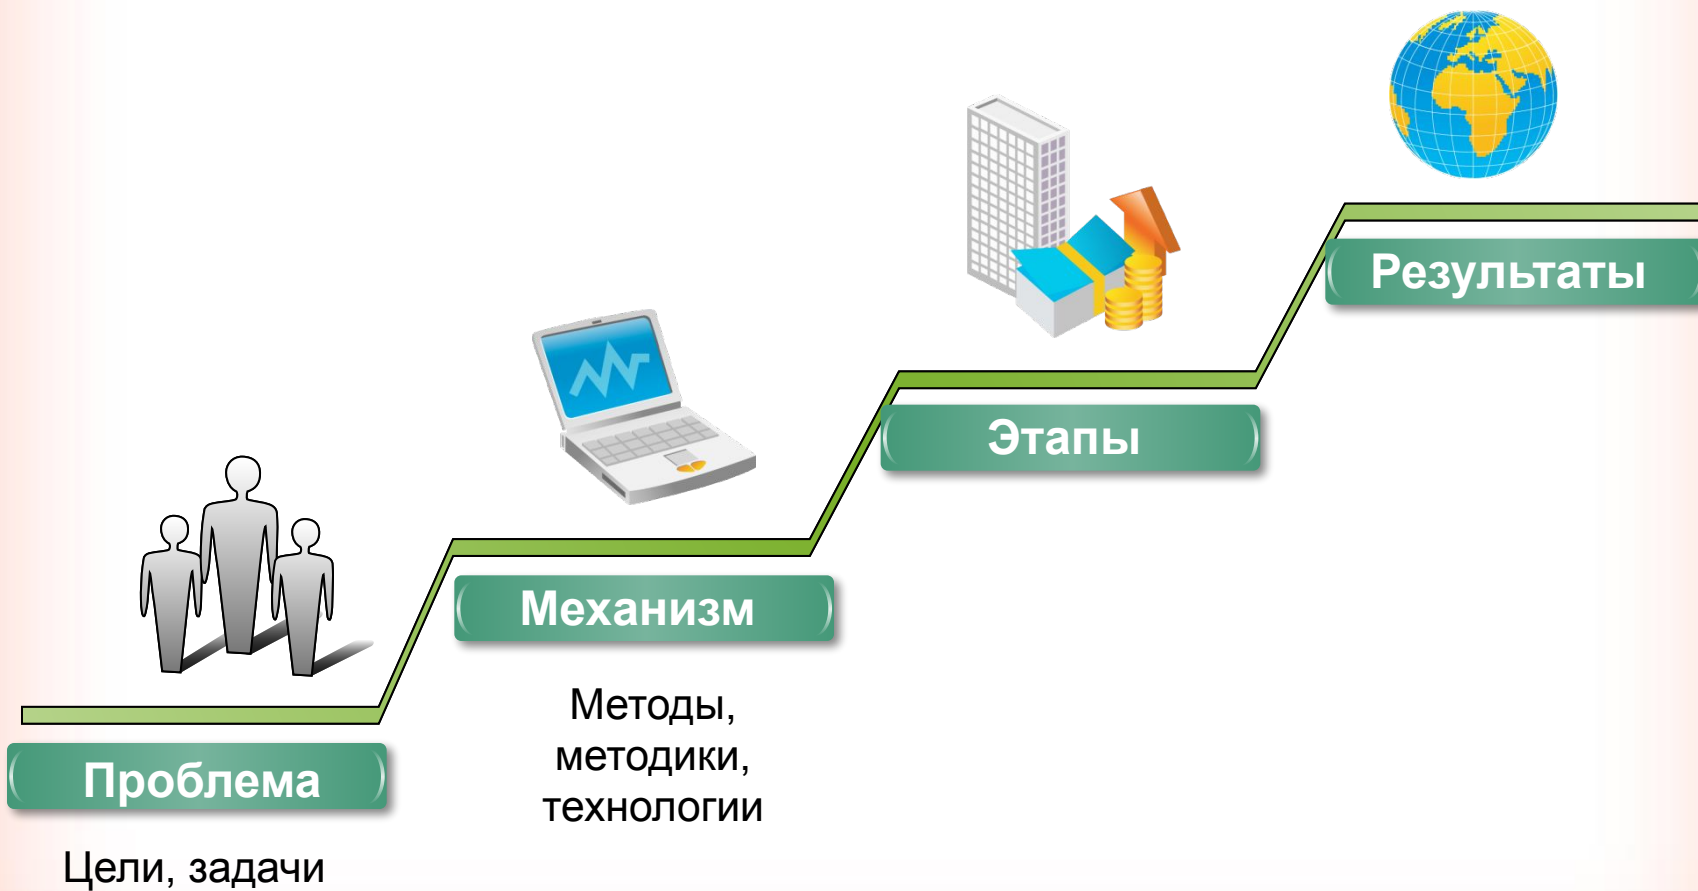 Результаты
Этапы
Механизм
Методы,
методики,
технологии
Проблема
Цели, задачи